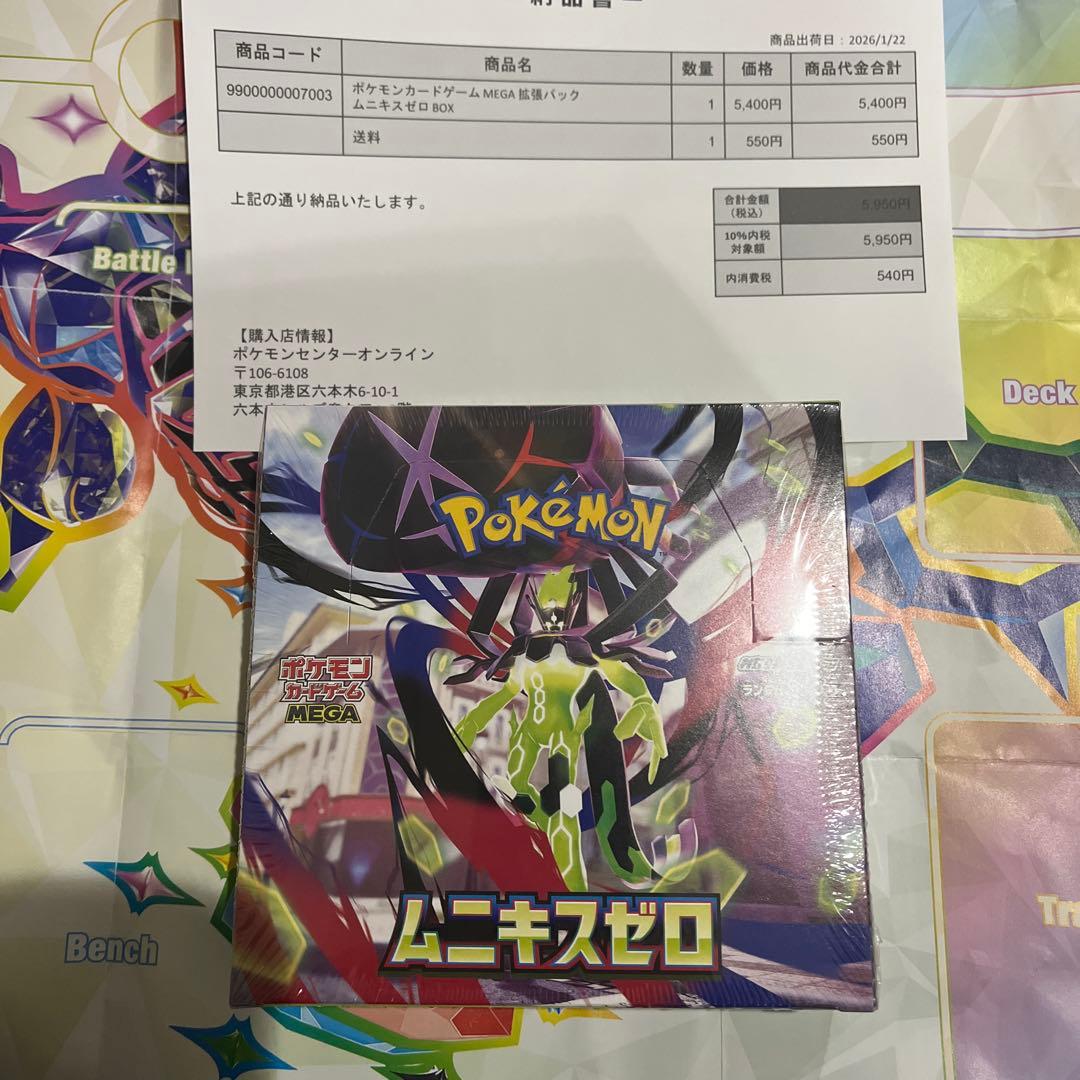 納品書
商品出荷日：2026/1/22
商品コード 商品名 数量 価格 商品代金合計
9900000007003 ポケモンカードゲーム MEGA 拡張パック
ムニキスゼロ BOX 1 5,400円 5,400円
送料 1 550円 550円
上記の通り納品いたします。
合計金額
（税込） 5,950円
10%内税
対象額 5,950円
内消費税 540円
【購入店情報】
ポケモンセンターオンライン
〒106-6108
東京都港区六本木6-10-1
六本木
Battle
Deck
Bench
Tr
POKÉMON
TM
ポケモン
カードゲーム
MEGA
ムニキスゼロ